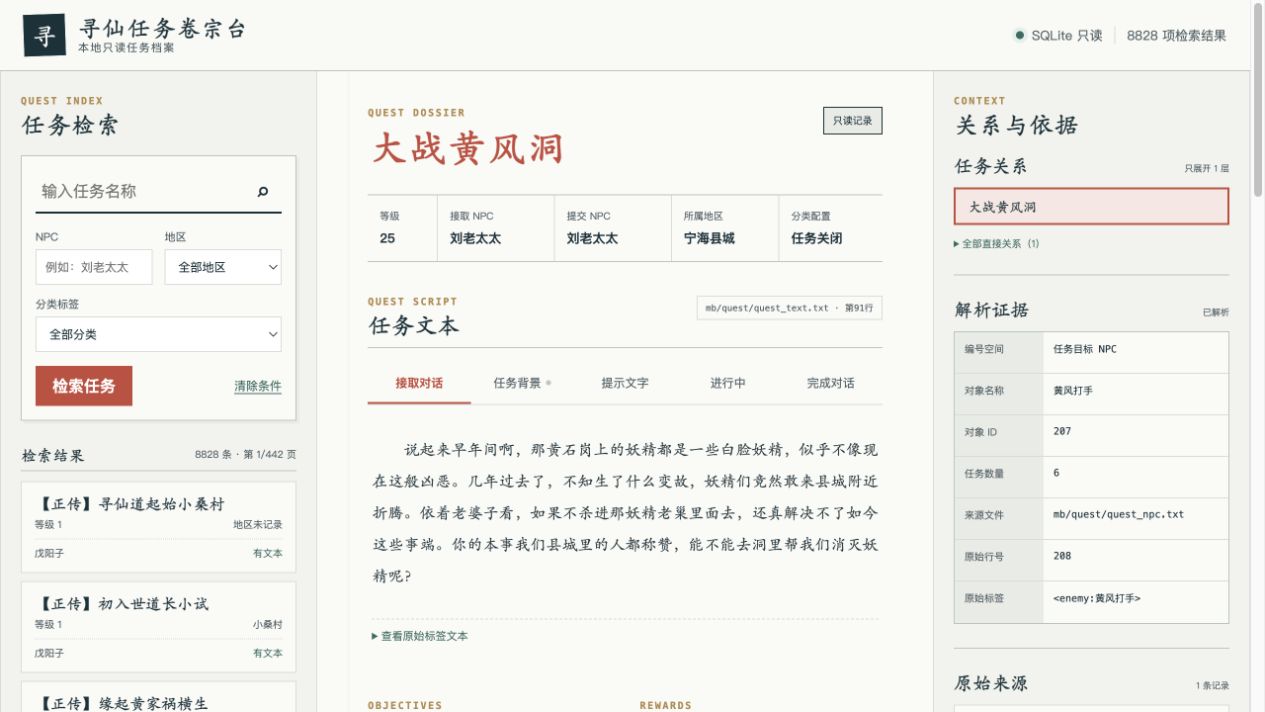 寻
寻仙任务卷宗台
本地只读任务档案
SQLite 只读
8828 项检索结果
QUEST INDEX
任务检索
输入任务名称
NPC
地区
例如：刘老太太
全部地区
分类标签
全部分类
检索任务
清除条件
检索结果
8828 条 · 第 1/442 页
【正传】寻仙道起始小桑村
等级 1
地区未记录
戊阳子
有文本
【正传】初入世道长小试
等级 1
小桑村
戊阳子
有文本
【正传】缘起黄家祸横生
QUEST DOSSIER
大战黄风洞
只读记录
等级
25
接取 NPC
刘老太太
提交 NPC
刘老太太
所属地区
宁海县城
分类配置
任务关闭
QUEST SCRIPT
任务文本
mb/quest/quest_text.txt · 第91行
接取对话
任务背景
提示文字
进行中
完成对话
说起来早年间啊，那黄石岗上的妖精都是一些白脸妖精，似乎不像现
在这般凶恶。几年过去了，不知生了什么变故，妖精们竟然敢来县城附近
折腾。依着老婆子看，如果不杀进那妖精老巢里面去，还真解决不了如今
这些事端。你的本事我们县城里的人都称赞，能不能去洞里帮我们消灭妖
精呢？
查看原始标签文本
OBJECTIVES
REWARDS
CONTEXT
关系与依据
任务关系
只展开 1 层
大战黄风洞
全部直接关系（1）
解析证据
已解析
编号空间
任务目标 NPC
对象名称
黄风打手
对象 ID
207
任务数量
6
来源文件
mb/quest/quest_npc.txt
原始行号
208
原始标签
<enemy:黄风打手>
原始来源
1 条记录